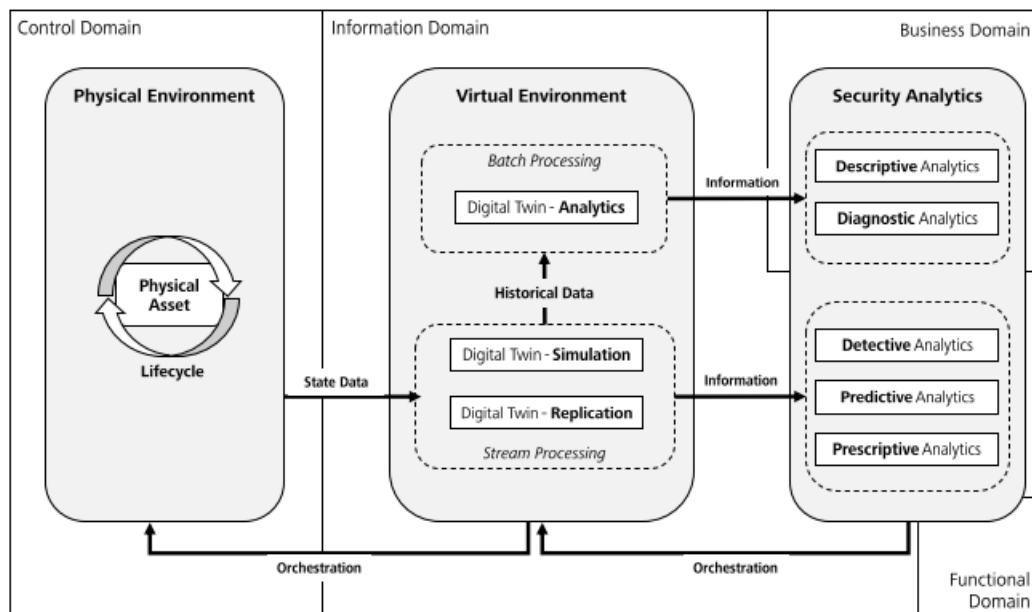 Control Domain
Information Domain
Business Domain
Physical Environment
Virtual Environment
Security Analytics
Batch Processing
Digital Twin - Analytics
Information
Descriptive Analytics
Diagnostic Analytics
Physical
Asset
Lifecycle
Historical Data
State Data
Digital Twin - Simulation
Digital Twin - Replication
Stream Processing
Information
Detective Analytics
Predictive Analytics
Prescriptive Analytics
Orchestration
Orchestration
Functional
Domain